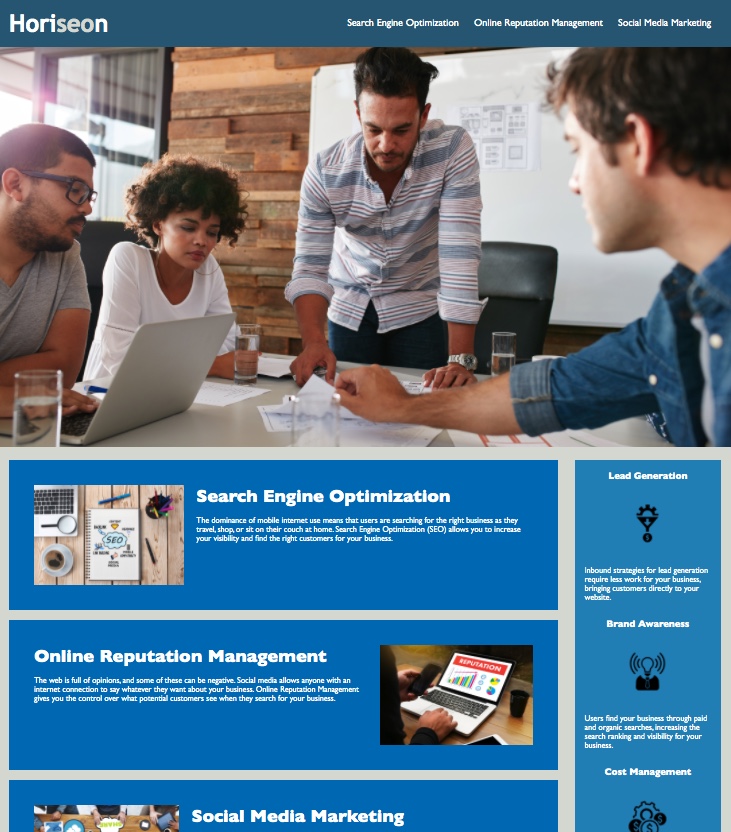 Horiseon
Search Engine Optimization
Online Reputation Management
Social Media Marketing
Search Engine Optimization
The dominance of mobile internet use means that users are searching for the right business as they
travel, shop, or sit on their couch at home. Search Engine Optimization (SEO) allows you to increase
your visibility and find the right customers for your business.
SEO
Online Reputation Management
The web is full of opinions, and some of these can be negative. Social media allows anyone with an
internet connection to say whatever they want about your business. Online Reputation Management
gives you the control over what potential customers see when they search for your business.
REPUTATION
Social Media Marketing
Lead Generation
Inbound strategies for lead generation
require less work for your business,
bringing customers directly to your
website.
Brand Awareness
Users find your business through paid
and organic searches, increasing the
search ranking and visibility for your
business.
Cost Management